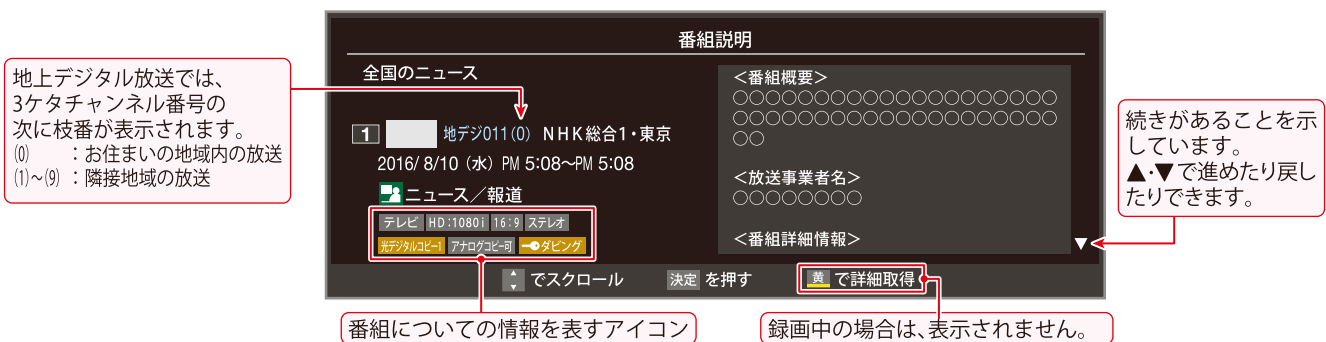 番組説明
地上デジタル放送では、
3ケタチャンネル番号の
次に枝番が表示されます。
(0) ：お住まいの地域内の放送
(1)～(9) ：隣接地域の放送
全国のニュース
1 地デジ011(0) NHK総合1・東京
2016/ 8/10 (水) PM 5:08～PM 5:08
ニュース／報道
テレビ HD:1080i 16:9 ステレオ
光デジタルコピー1 アナログコピー可 ダビング
＜番組概要＞
○○○○○○○○○○○○○○○○○○○○
○○○○○○○○○○○○○○○○○○○○
○○
＜放送事業者名＞
○○○○○○○○
＜番組詳細情報＞
▼
続きがあることを示
しています。
▲・▼で進めたり戻し
たりできます。
でスクロール 決定 を押す 黄 で詳細取得
番組についての情報を表すアイコン
録画中の場合は、表示されません。